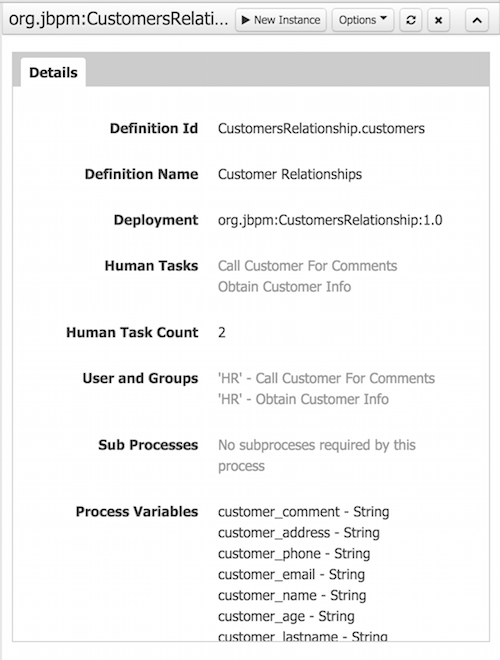 org.jbpm:CustomersRelati... New Instance Options
Details
Definition Id CustomersRelationship.customers
Definition Name Customer Relationships
Deployment org.jbpm:CustomersRelationship:1.0
Human Tasks Call Customer For Comments
Obtain Customer Info
Human Task Count 2
User and Groups 'HR' - Call Customer For Comments
'HR' - Obtain Customer Info
Sub Processes No subproceses required by this
process
Process Variables customer_comment - String
customer_address - String
customer_phone - String
customer_email - String
customer_name - String
customer_age - String
customer_lastname - String